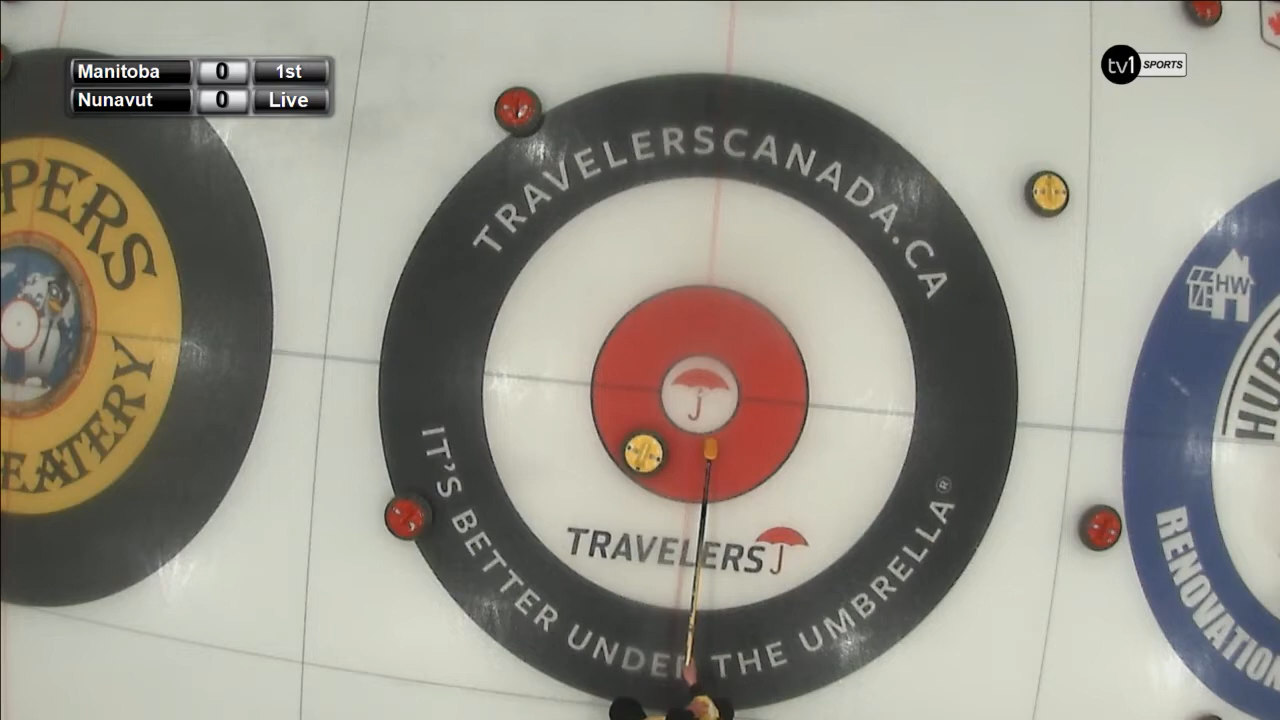 Manitoba 0 1st
Nunavut 0 Live
tv1 SPORTS
TRAVELERSCANADA.CA
IT'S BETTER UNDER THE UMBRELLA®
TRAVELERS
PERS
EATERY
HW
RENOVATION